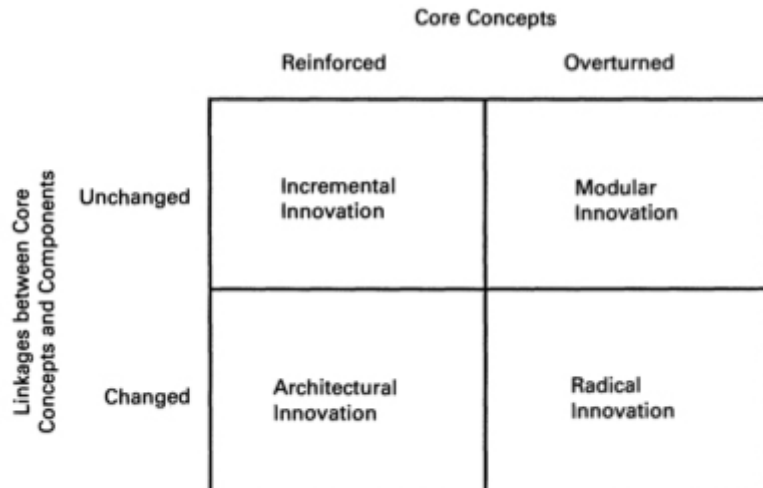 Core Concepts
Reinforced
Overturned
Linkages between Core
Concepts and Components
Unchanged
Incremental
Innovation
Modular
Innovation
Changed
Architectural
Innovation
Radical
Innovation